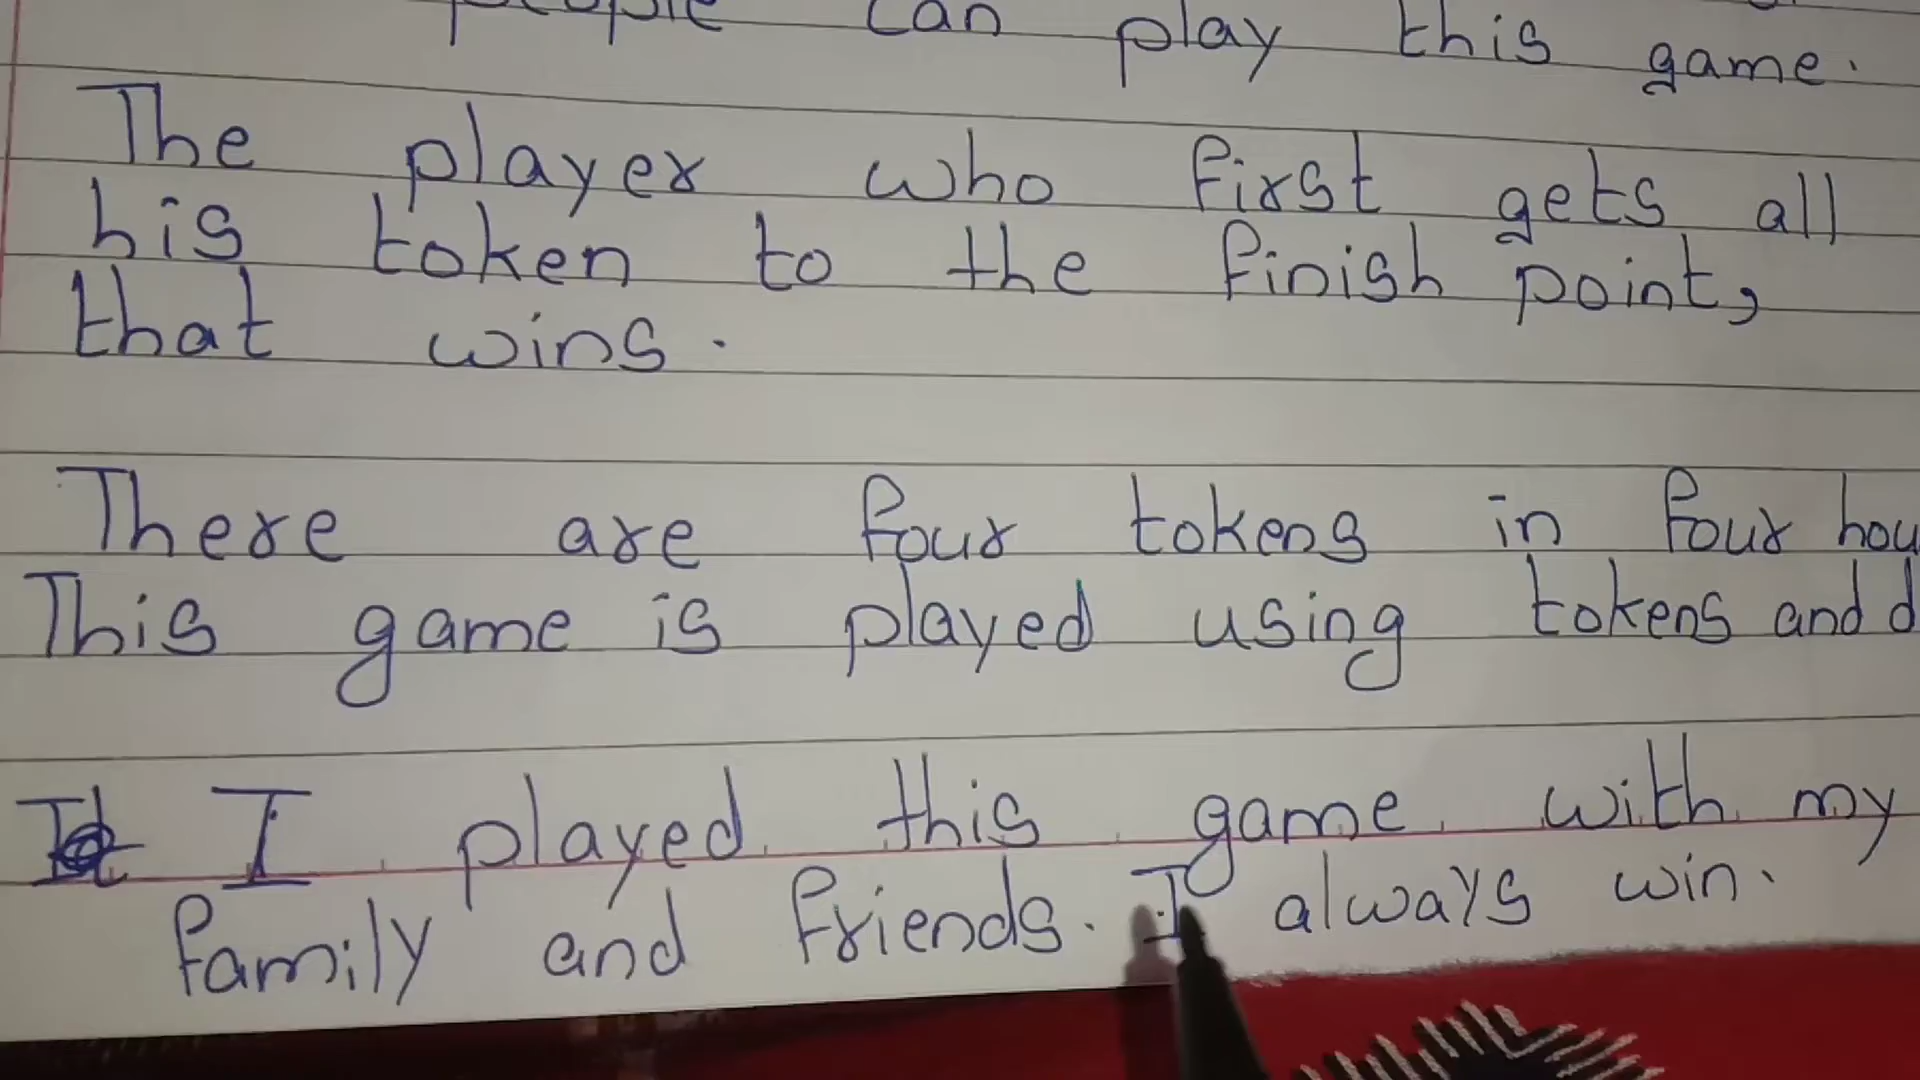 people can play this game.
The player who first gets all
his token to the finish point,
that wins.
There are four tokens in four hou
This game is played using tokens and d
I played this game with my
family and friends. I always win.